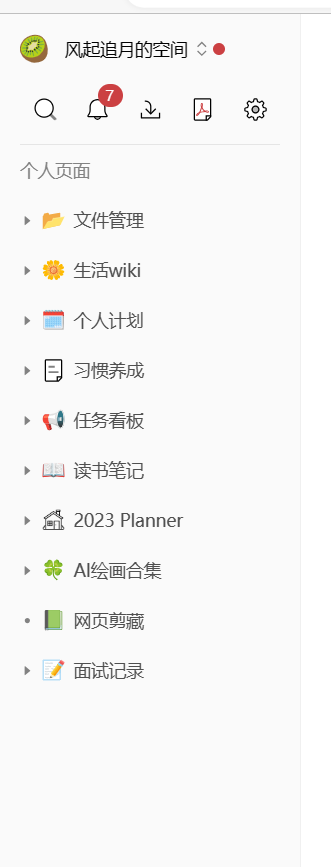 风起追月的空间
7
个人页面
文件管理
生活wiki
个人计划
习惯养成
任务看板
读书笔记
2023 Planner
AI绘画合集
网页剪藏
面试记录